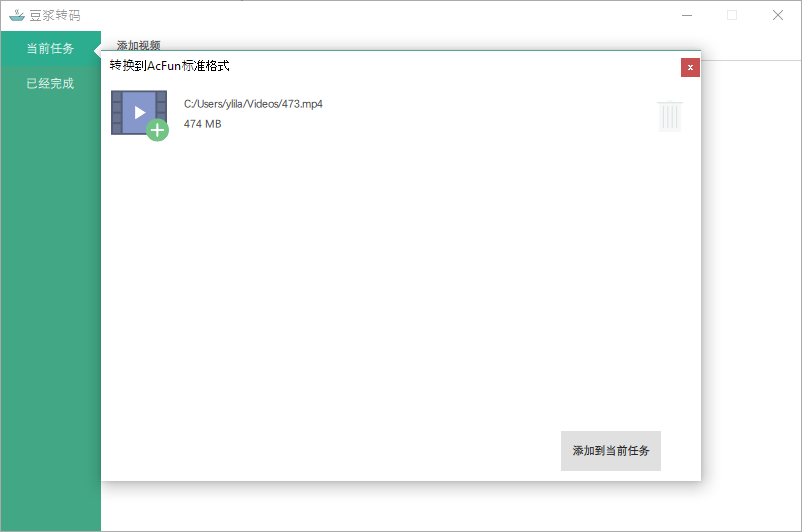 豆浆转码
当前任务
添加视频
已经完成
转换到AcFun标准格式
x
C:/Users/ylila/Videos/473.mp4
474 MB
添加到当前任务